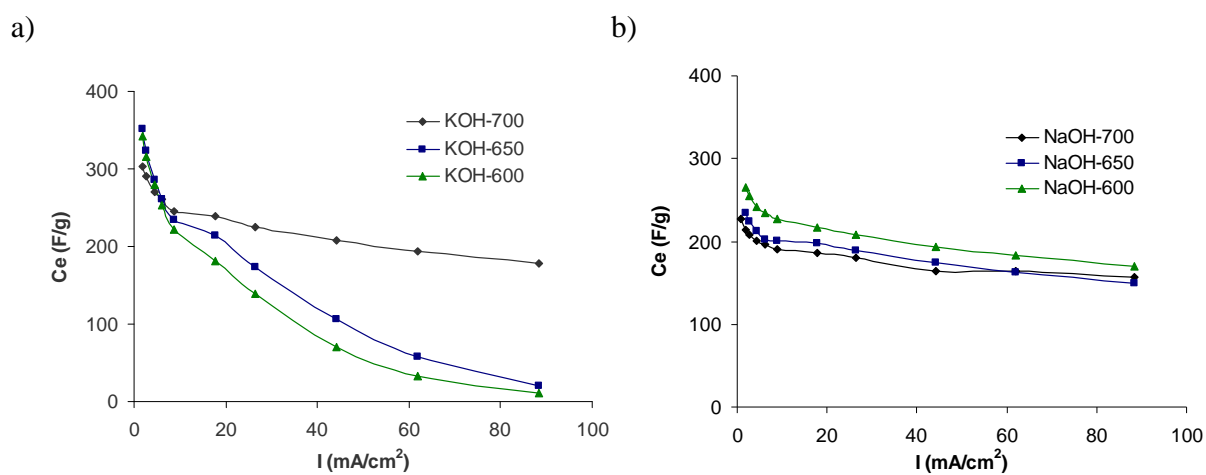 a)
b)
Ce (F/g)
400
300
200
100
0
0 20 40 60 80 100
I (mA/cm²)
KOH-700
KOH-650
KOH-600
Ce (F/g)
400
300
200
100
0
0 20 40 60 80 100
I (mA/cm²)
NaOH-700
NaOH-650
NaOH-600